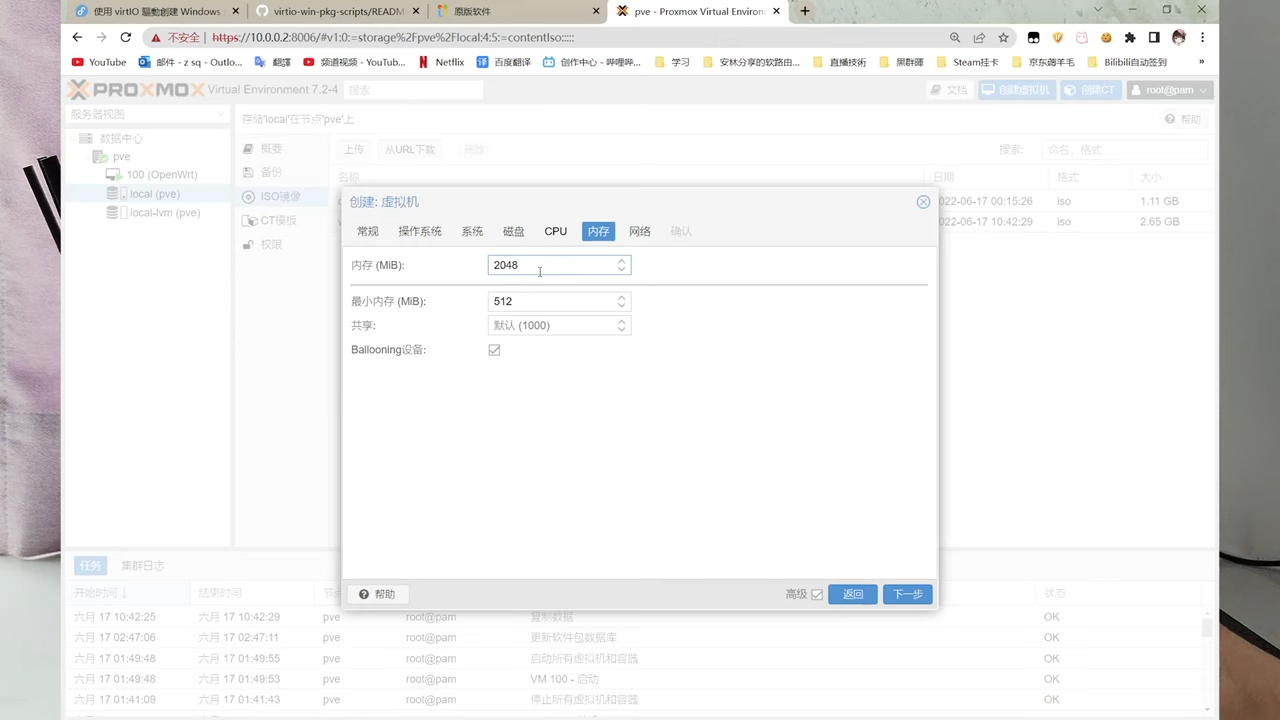 使用 virtIO 驅動創建 Windows
virtio-win-pkg-scripts/READM
原版软件
pve - Proxmox Virtual Environ
不安全
https://10.0.0.2:8006/#v1:0:=storage%2Fpve%2Flocal:4:5:=contentIso:::::
YouTube
邮件 - z sq - Outlo...
翻譯
频道视频 - YouTub...
Netflix
百度翻译
创作中心 - 哔哩哔...
学习
安林分享的软路由...
直播技術
黑群暉
Steam挂卡
京东薅羊毛
Bilibili自动签到
»
PROXMOX
Virtual Environment 7.2-4
搜索
文档
创建虚拟机
创建CT
root@pam
服务器视图
存储'local'在节点'pve'上
帮助
数据中心
pve
100 (OpenWrt)
local (pve)
local-lvm (pve)
概要
备份
ISO镜像
CT模板
权限
上传
从URL下载
删除
搜索:
命名, 格式
名称
日期
格式
大小
022-06-17 00:15:26
iso
1.11 GB
022-06-17 10:42:29
iso
2.65 GB
创建: 虚拟机
常规
操作系统
系统
磁盘
CPU
内存
网络
确认
内存 (MiB):
2048
最小内存 (MiB):
512
共享:
默认 (1000)
Ballooning设备:
帮助
高级
返回
下一步
任务
集群日志
开始时间
结束时间
状态
六月 17 10:42:25
六月 17 10:42:29
pve
root@pam
复制数据
OK
六月 17 02:47:06
六月 17 02:47:11
pve
root@pam
更新软件包数据库
OK
六月 17 01:49:48
六月 17 01:49:55
pve
root@pam
启动所有虚拟机和容器
OK
六月 17 01:49:48
六月 17 01:49:53
pve
root@pam
VM 100 - 启动
OK
六月 17 01:41:09
六月 17 01:41:43
pve
root@pam
停止所有虚拟机和容器
OK